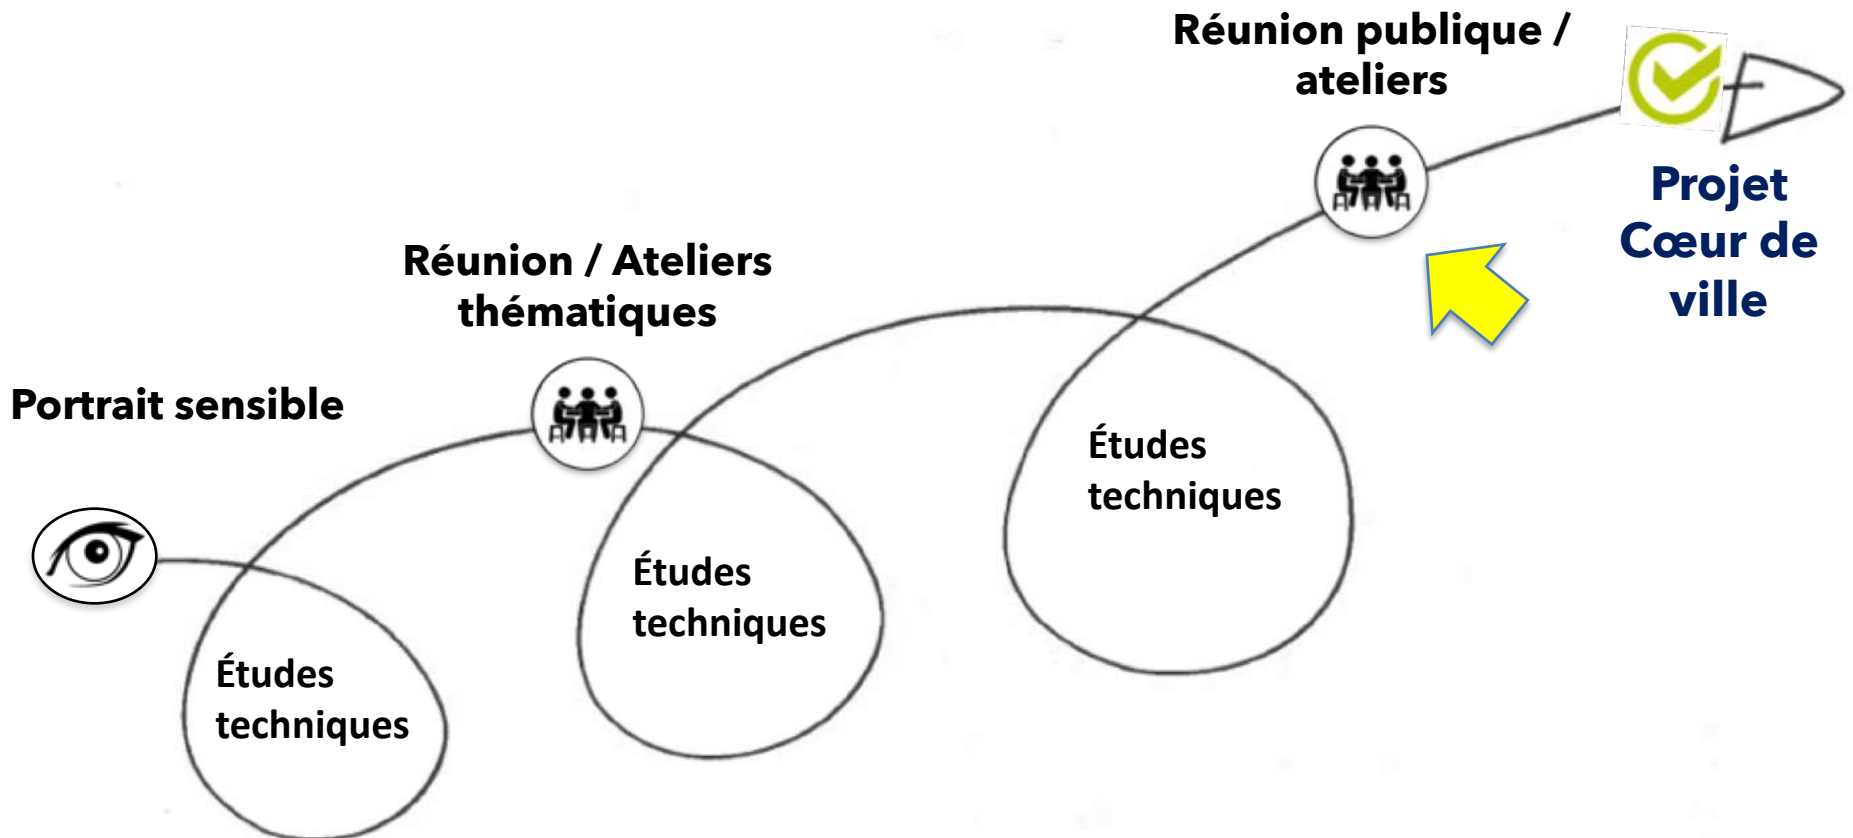 Réunion publique /
ateliers
Projet
Cœur de
ville
Réunion / Ateliers
thématiques
Portrait sensible
Études
techniques
Études
techniques
Études
techniques